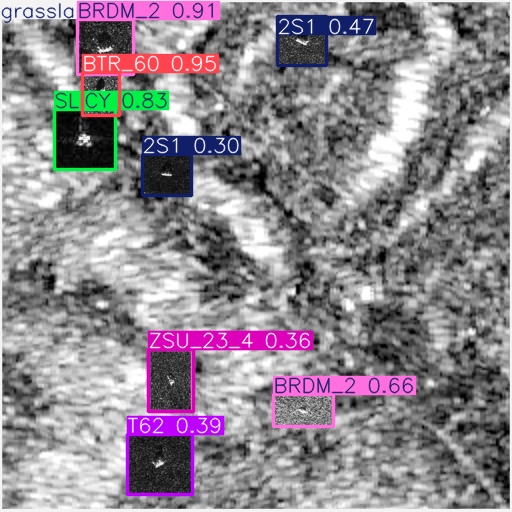 grassla
BRDM_2 0.91
2S1 0.47
BTR_60 0.95
CY 0.83
2S1 0.30
ZSU_23_4 0.36
BRDM_2 0.66
T62 0.39